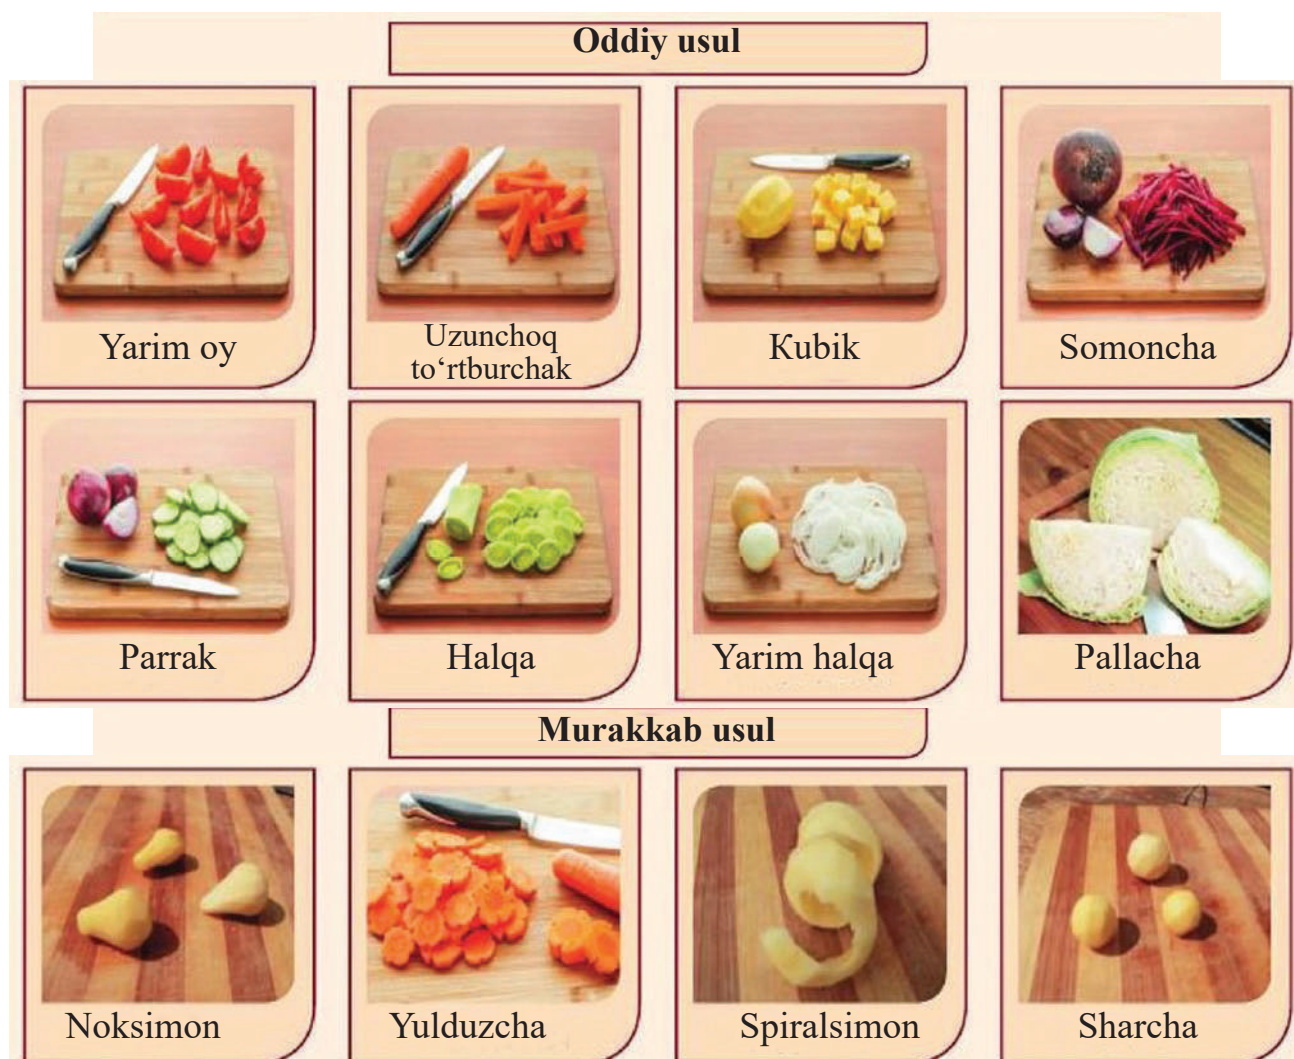 Oddiy usul
Yarim oy
Uzunchoq
to‘rtburchak
Kubik
Somoncha
Parrak
Halqa
Yarim halqa
Pallacha
Murakkab usul
Noksimon
Yulduzcha
Spiralsimon
Sharcha